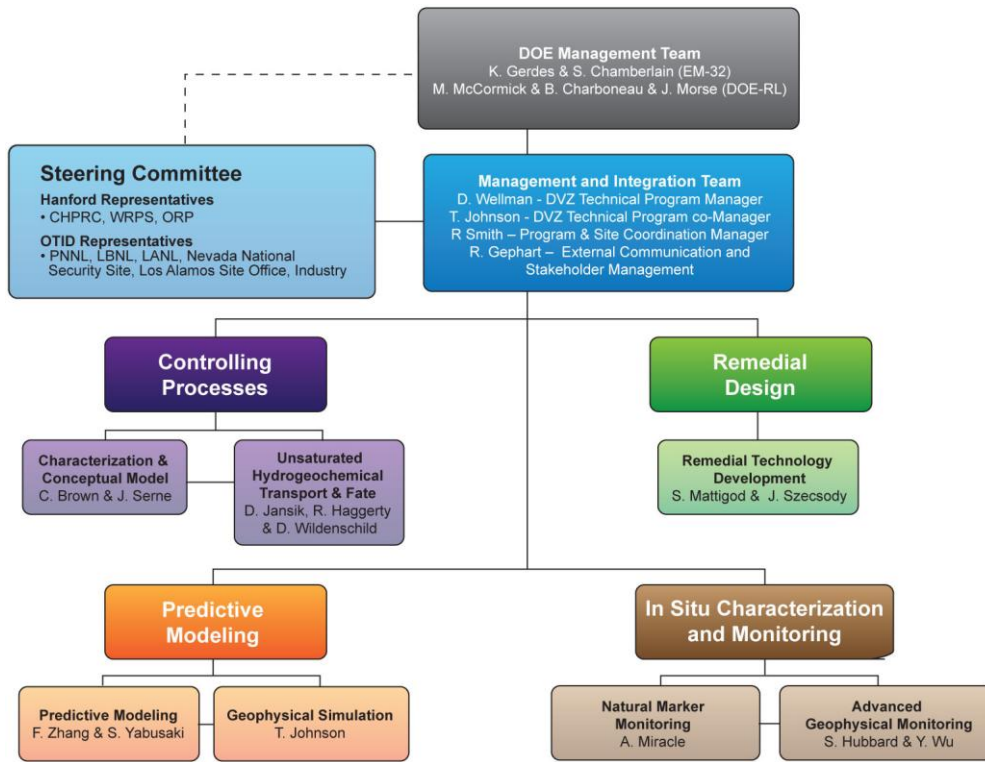 DOE Management Team
K. Gerdes & S. Chamberlain (EM-32)
M. McCormick & B. Charboneau & J. Morse (DOE-RL)
Steering Committee
Hanford Representatives
• CHPRC, WRPS, ORP
OTID Representatives
• PNNL, LBNL, LANL, Nevada National
Security Site, Los Alamos Site Office, Industry
Management and Integration Team
D. Wellman - DVZ Technical Program Manager
T. Johnson - DVZ Technical Program co-Manager
R Smith – Program & Site Coordination Manager
R. Gephart – External Communication and
Stakeholder Management
Controlling
Processes
Remedial
Design
Characterization &
Conceptual Model
C. Brown & J. Serne
Unsaturated
Hydrogeochemical
Transport & Fate
D. Jansik, R. Haggerty
& D. Wildenschild
Remedial Technology
Development
S. Mattigod & J. Szecsody
Predictive
Modeling
In Situ Characterization
and Monitoring
Predictive Modeling
F. Zhang & S. Yabusaki
Geophysical Simulation
T. Johnson
Natural Marker
Monitoring
A. Miracle
Advanced
Geophysical Monitoring
S. Hubbard & Y. Wu